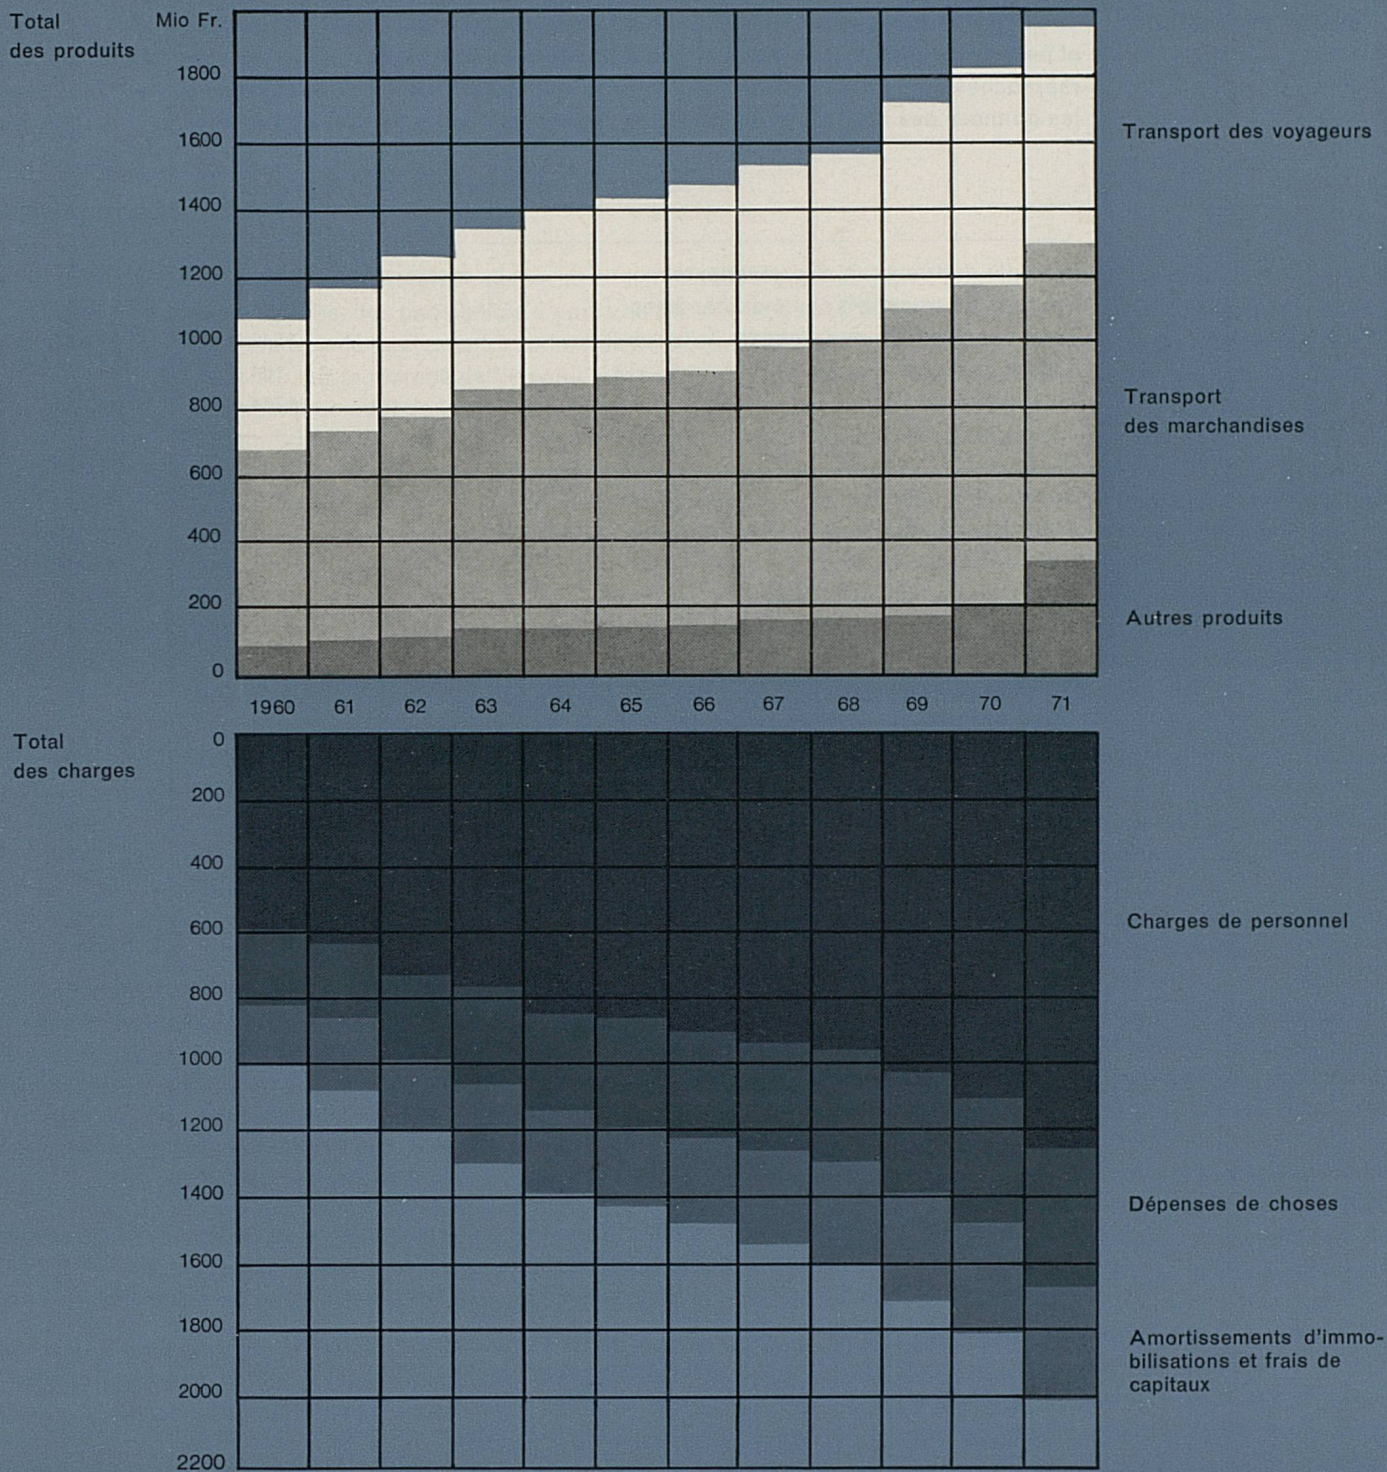 Total
des produits
Mio Fr.
1800
1600
1400
1200
1000
800
600
400
200
0
Transport des voyageurs
Transport
des marchandises
Autres produits
1960 61 62 63 64 65 66 67 68 69 70 71
Total
des charges
0
200
400
600
800
1000
1200
1400
1600
1800
2000
2200
Charges de personnel
Dépenses de choses
Amortissements d'immo-
bilisations et frais de
capitaux